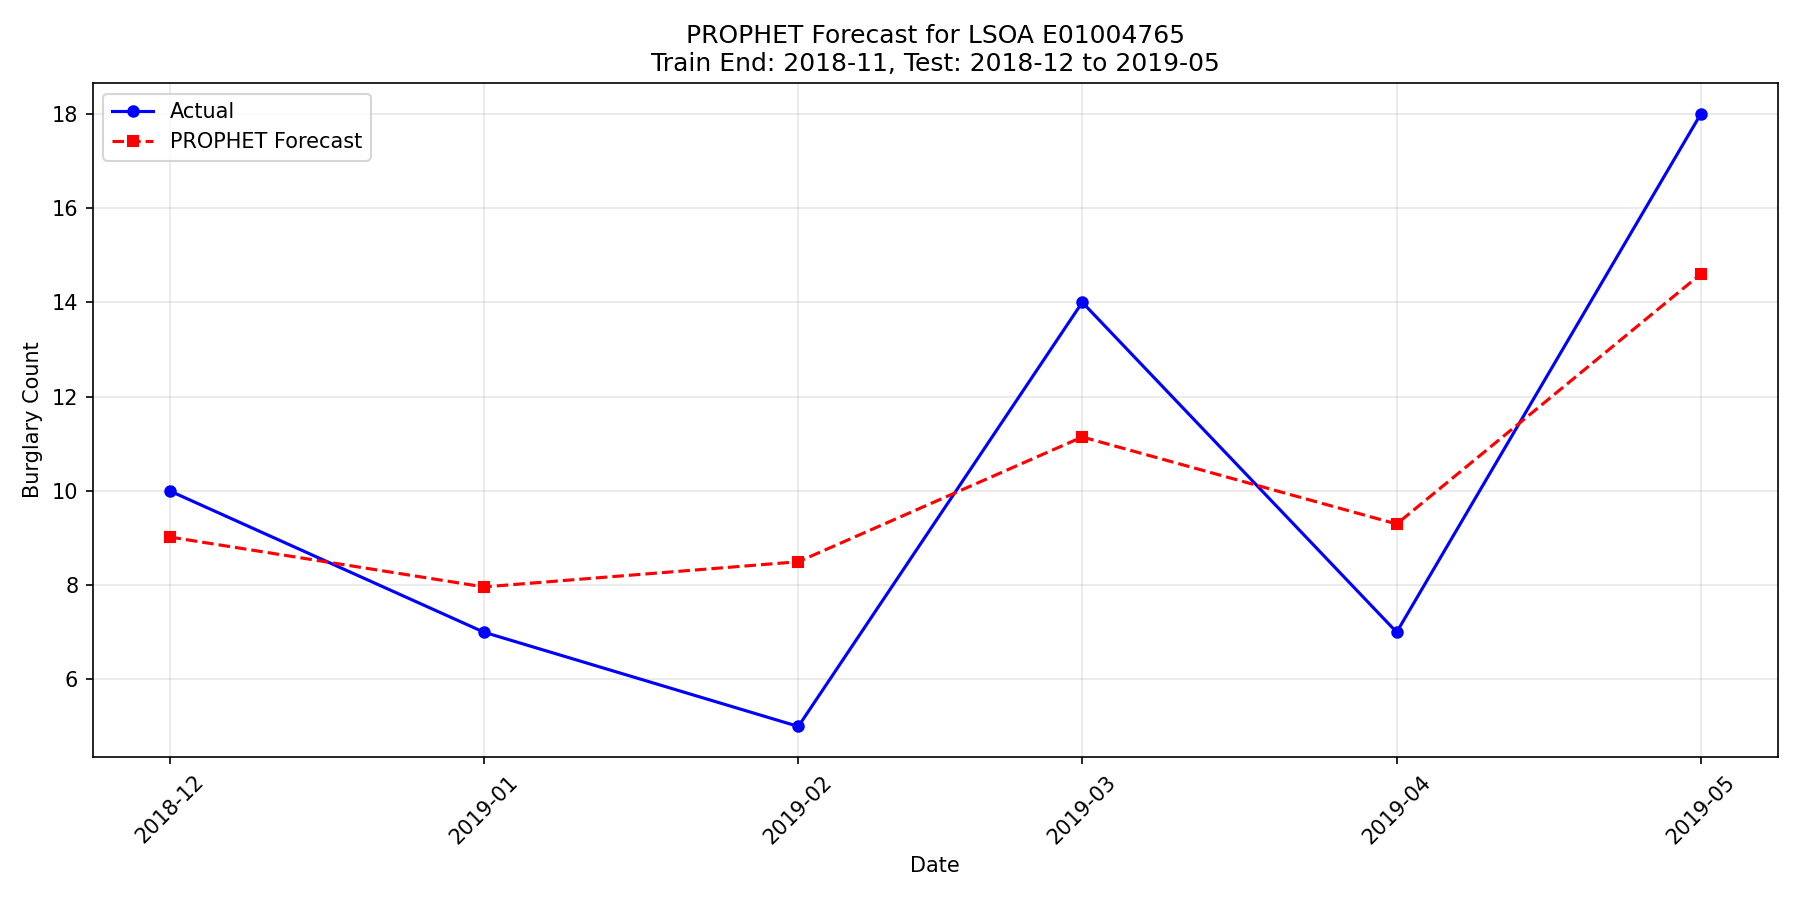 PROPHET Forecast for LSOA E01004765
Train End: 2018-11, Test: 2018-12 to 2019-05
Actual
PROPHET Forecast
Burglary Count
18
16
14
12
10
8
6
2018-12
2019-01
2019-02
2019-03
2019-04
2019-05
Date